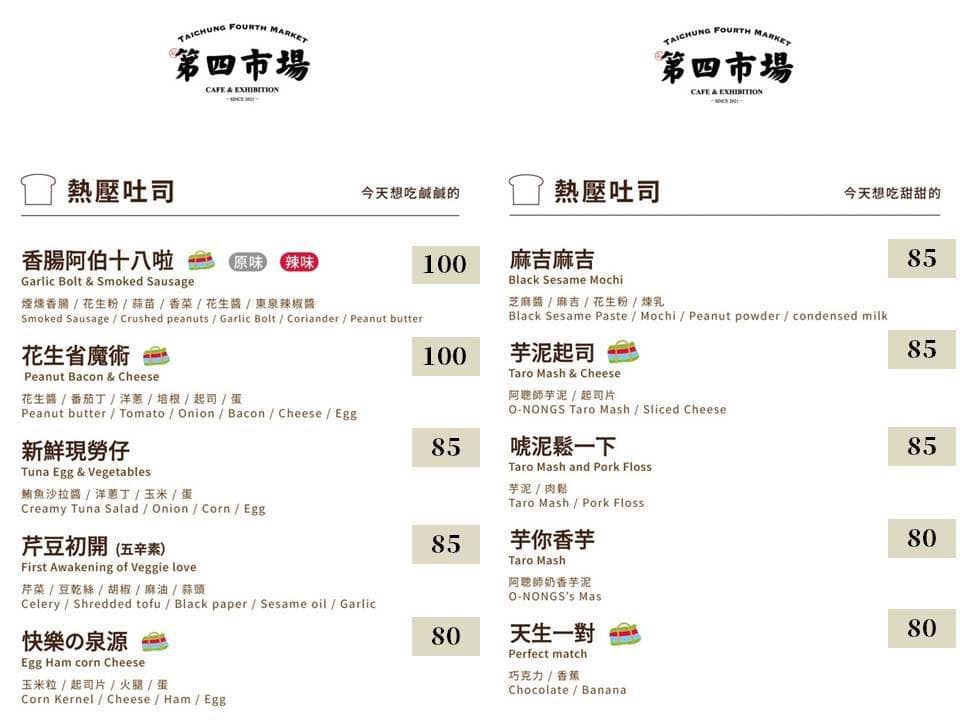 TAICHUNG FOURTH MARKET
第四市場
CAFE & EXHIBITION
－SINCE 2021－
熱壓吐司
今天想吃鹹鹹的
香腸阿伯十八啦 原味 辣味 100
Garlic Bolt & Smoked Sausage
煙燻香腸 / 花生粉 / 蒜苗 / 香菜 / 花生醬 / 東泉辣椒醬
Smoked Sausage / Crushed peanuts / Garlic Bolt / Coriander / Peanut butter
花生省魔術 100
Peanut Bacon & Cheese
花生醬 / 番茄丁 / 洋蔥 / 培根 / 起司 / 蛋
Peanut butter / Tomato / Onion / Bacon / Cheese / Egg
新鮮現勞仔 85
Tuna Egg & Vegetables
鮪魚沙拉醬 / 洋蔥丁 / 玉米 / 蛋
Creamy Tuna Salad / Onion / Corn / Egg
芹豆初開 (五辛素) 85
First Awakening of Veggie love
芹菜 / 豆乾絲 / 胡椒 / 麻油 / 蒜頭
Celery / Shredded tofu / Black paper / Sesame oil / Garlic
快樂の泉源 80
Egg Ham corn Cheese
玉米粒 / 起司片 / 火腿 / 蛋
Corn Kernel / Cheese / Ham / Egg
TAICHUNG FOURTH MARKET
第四市場
CAFE & EXHIBITION
－SINCE 2021－
熱壓吐司
今天想吃甜甜的
麻吉麻吉 85
Black Sesame Mochi
芝麻醬 / 麻吉 / 花生粉 / 煉乳
Black Sesame Paste / Mochi / Peanut powder / condensed milk
芋泥起司 85
Taro Mash & Cheese
阿聰師芋泥 / 起司片
O-NONGS Taro Mash / Sliced Cheese
唬泥鬆一下 85
Taro Mash and Pork Floss
芋泥 / 肉鬆
Taro Mash / Pork Floss
芋你香芋 80
Taro Mash
阿聰師奶香芋泥
O-NONGS's Mas
天生一對 80
Perfect match
巧克力 / 香蕉
Chocolate / Banana